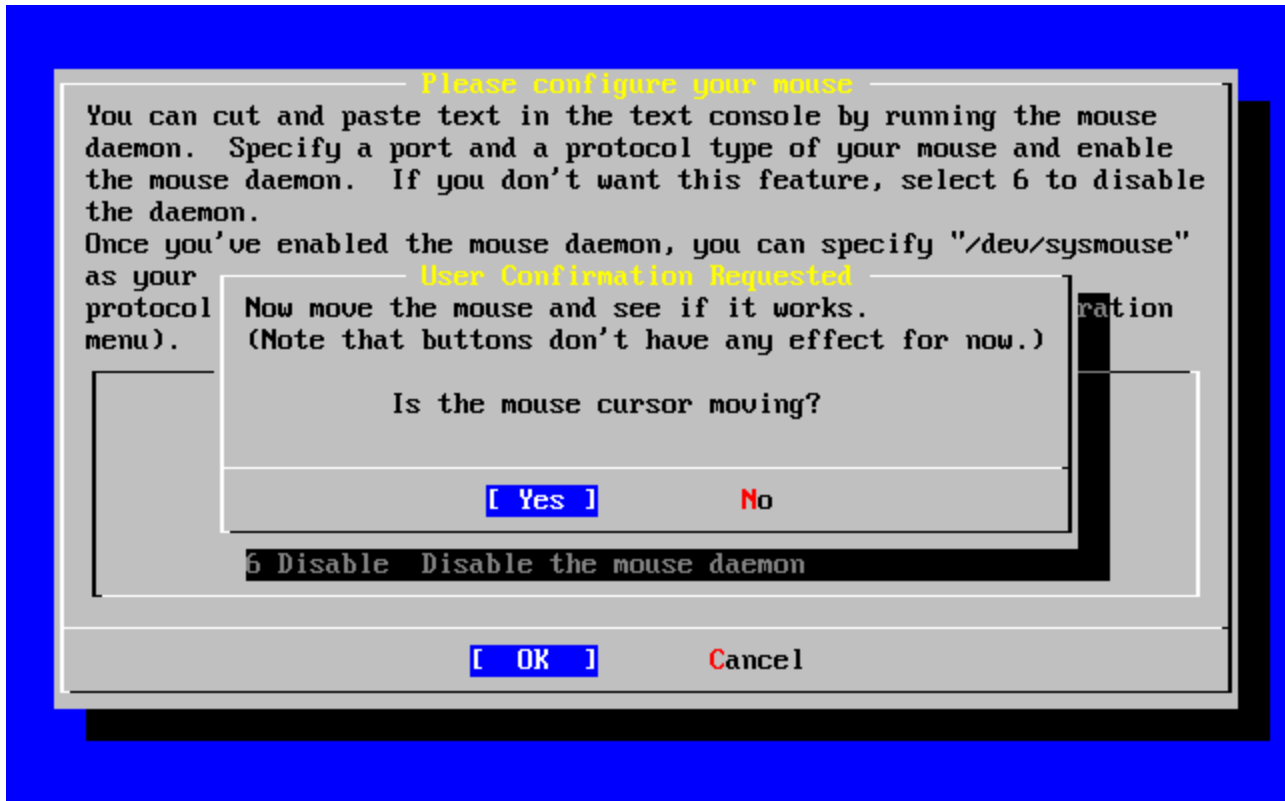 Please configure your mouse
You can cut and paste text in the text console by running the mouse
daemon.  Specify a port and a protocol type of your mouse and enable
the mouse daemon.  If you don't want this feature, select 6 to disable
the daemon.
Once you've enabled the mouse daemon, you can specify "/dev/sysmouse"
as your
User Confirmation Requested
protocol
Now move the mouse and see if it works.
ration
menu).
(Note that buttons don't have any effect for now.)
Is the mouse cursor moving?
[ Yes ] No
6 Disable  Disable the mouse daemon
[ OK ] Cancel